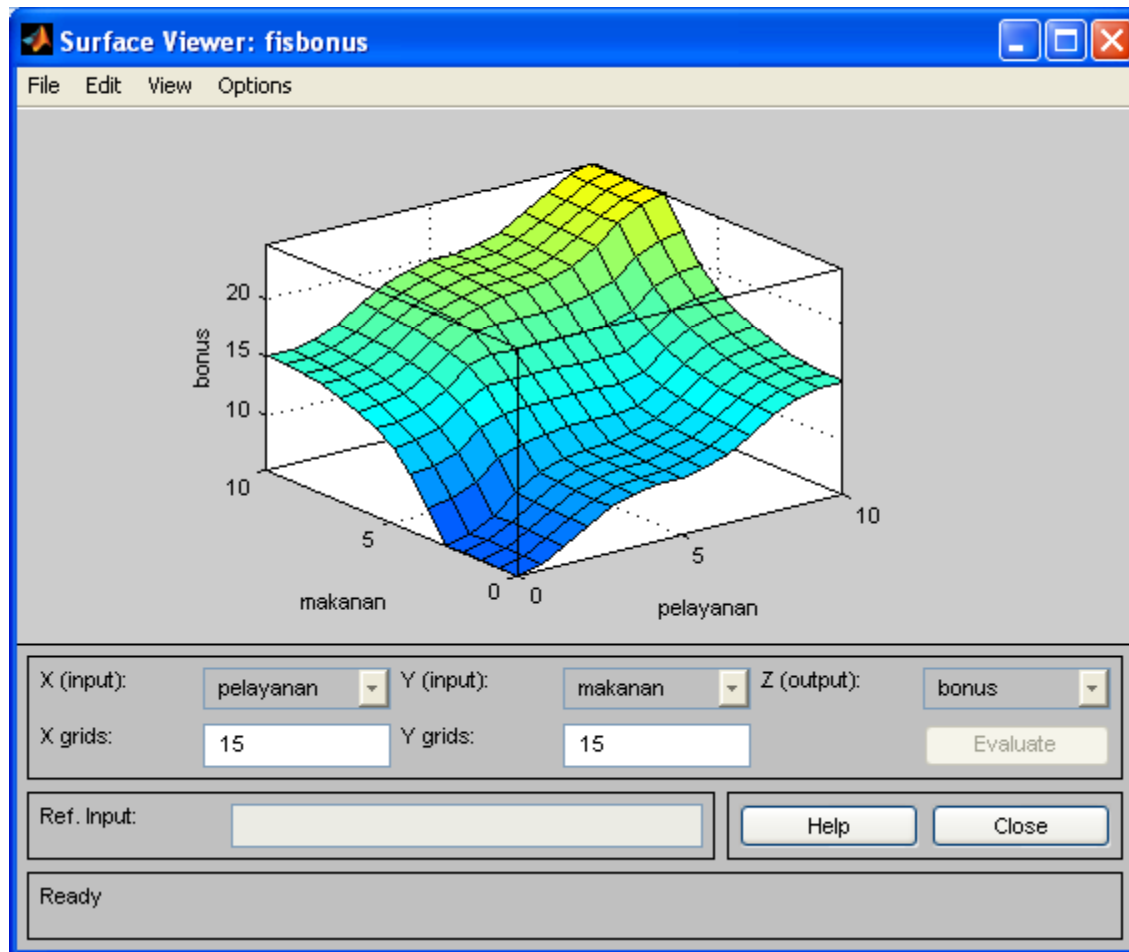 Surface Viewer: fisbonus
File Edit View Options
20
15
10
bonus
10
5
0
makanan
0
5
10
pelayanan
X (input): pelayanan Y (input): makanan Z (output): bonus
X grids: 15 Y grids: 15 Evaluate
Ref. Input: Help Close
Ready